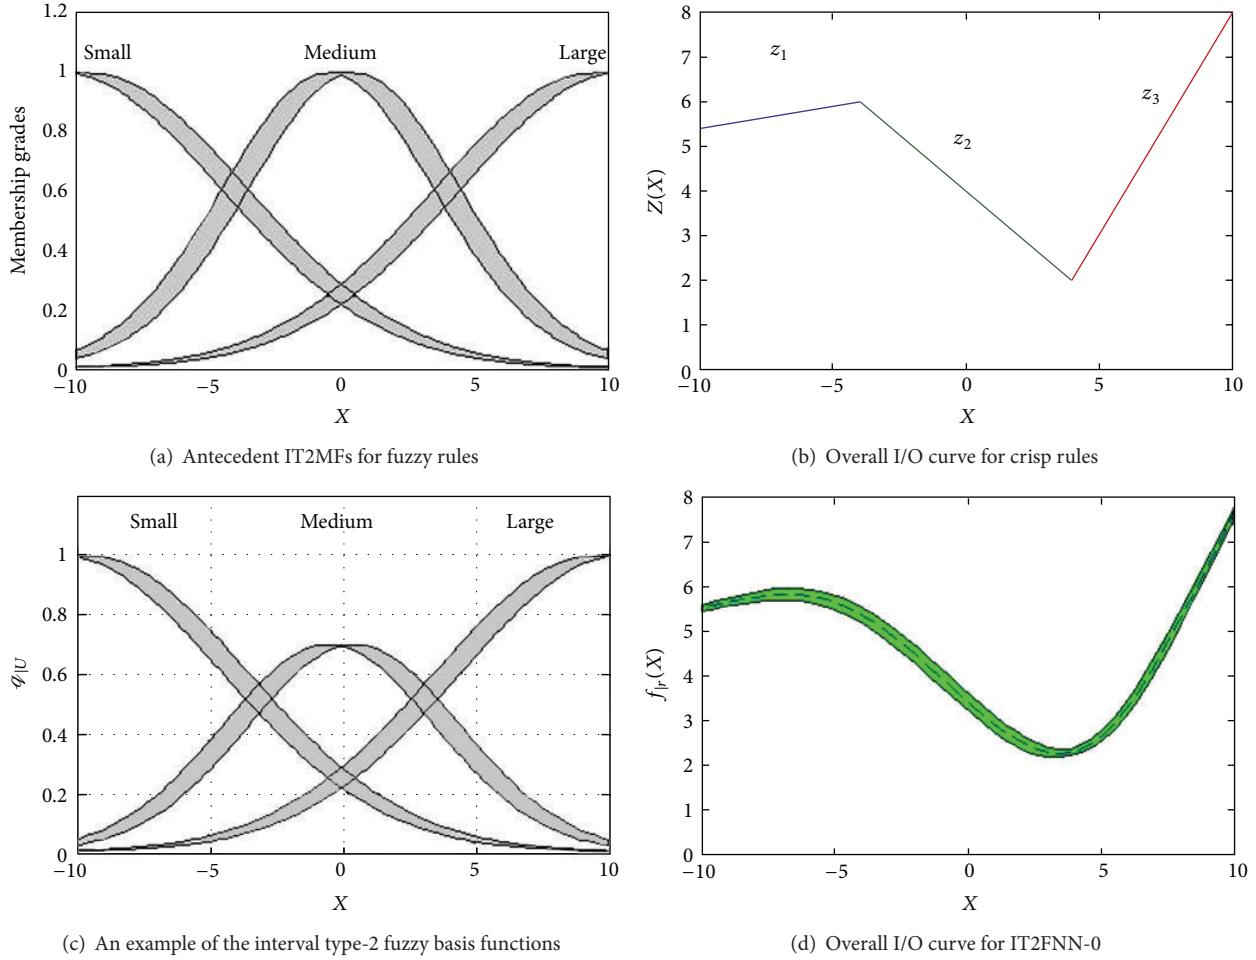 1.2
1
0.8
0.6
0.4
0.2
0
Membership grades
Small
Medium
Large
−10
−5
0
5
10
X
(a) Antecedent IT2MFs for fuzzy rules
8
7
6
5
4
3
2
1
0
Z(X)
z1
z2
z3
−10
−5
0
5
10
X
(b) Overall I/O curve for crisp rules
1
0.8
0.6
0.4
0.2
0
Small
Medium
Large
−10
−5
0
5
10
X
(c) An example of the interval type-2 fuzzy basis functions
8
7
6
5
4
3
2
1
0
f|r(X)
−10
−5
0
5
10
X
(d) Overall I/O curve for IT2FNN-0